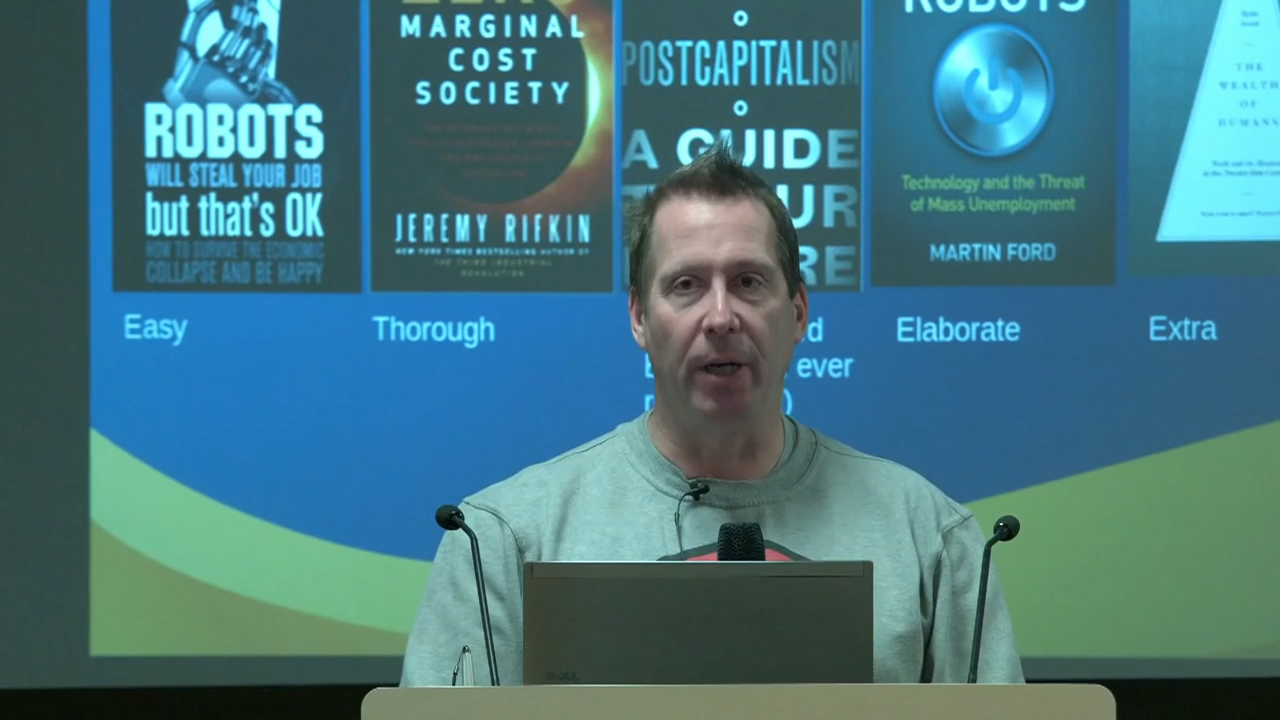 ROBOTS
WILL STEAL YOUR JOB
but that's OK
HOW TO SURVIVE THE ECONOMIC
COLLAPSE AND BE HAPPY
Easy
MARGINAL
COST
SOCIETY
JEREMY RIFKIN
NEW YORK TIMES BESTSELLING AUTHOR OF
THE THIRD INDUSTRIAL
REVOLUTION
Thorough
POSTCAPITALISM
A GUIDE
ever
ROBOTS
Technology and the Threat
of Mass Unemployment
MARTIN FORD
Elaborate
THE
WEALTH
OF
HUMANS
Extra
DELL